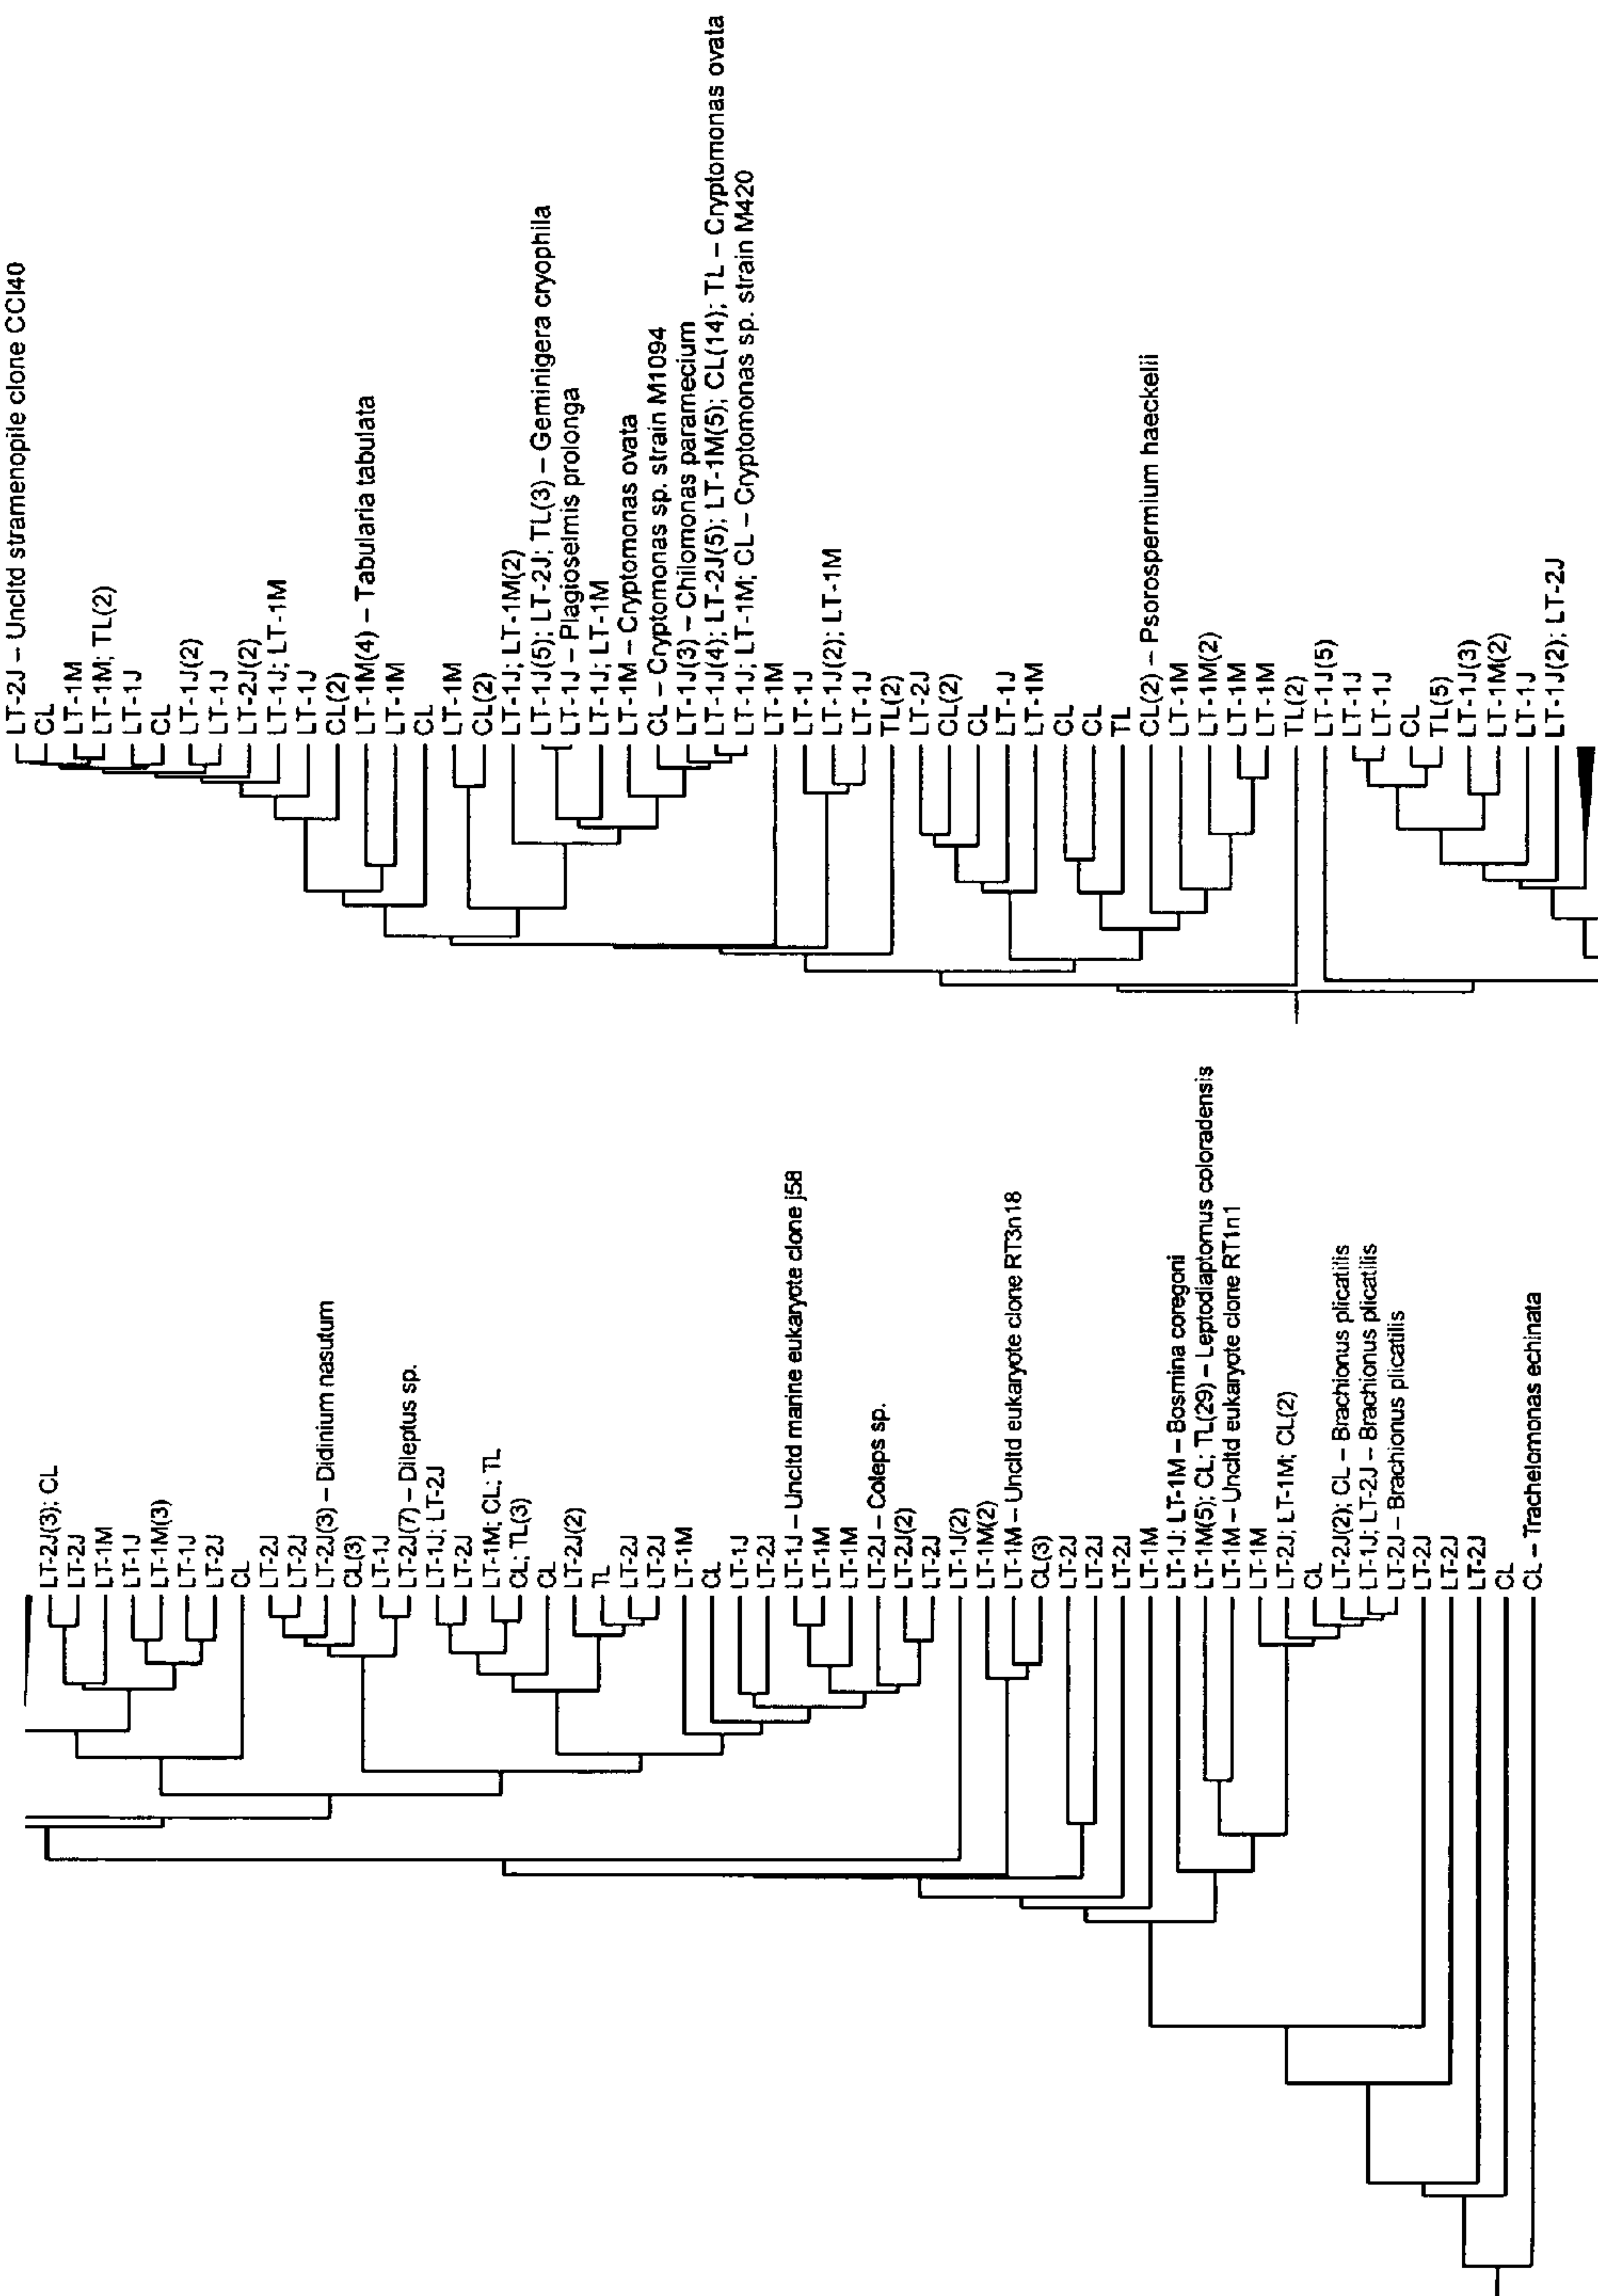 LT-2J – Uncltd stramenopile clone CCI40
CL
LT-1M
LT-1M; TL(2)
LT-1J
CL
LT-1J(2)
LT-1J
LT-2J(2)
LT-1J; LT-1M
LT-1J
CL(2)
LT-1M(4) – Tabularia tabulata
LT-1M
CL
LT-1M
CL(2)
LT-1J; LT-1M(2)
LT-1J(5); LT-2J; TL(3) – Geminigera cryophila
LT-1J – Plagioselmis prolonga
LT-1J; LT-1M
LT-1M – Cryptomonas ovata
CL – Cryptomonas sp. strain M1094
LT-1J(3) – Chilomonas paramecium
LT-1J(4); LT-2J(5); LT-1M(5); CL(14); TL – Cryptomonas ovata
LT-1J; LT-1M; CL – Cryptomonas sp. strain M420
LT-1M
LT-1J
LT-1J(2); LT-1M
LT-1J
TL(2)
LT-2J
CL(2)
CL
LT-1J
LT-1M
CL
CL
TL
CL(2) – Psorospermium haeckelii
LT-1M
LT-1M(2)
LT-1M
LT-1M
TL(2)
LT-1J(5)
LT-1J
LT-1J
CL
TL(5)
LT-1J(3)
LT-1M(2)
LT-1J
LT-1J(2); LT-2J
LT-2J(3); CL
LT-2J
LT-1M
LT-1J
LT-1M(3)
LT-1J
LT-2J
CL
LT-2J
LT-2J
LT-2J(3) – Didinium nasutum
CL(3)
LT-1J
LT-2J(7) – Dileptus sp.
LT-1J; LT-2J
LT-2J
LT-1M; CL; TL
CL; TL(3)
CL
LT-2J(2)
TL
LT-2J
LT-2J
LT-1M
CL
LT-1J
LT-2J
LT-1J – Uncltd marine eukaryote clone j58
LT-1M
LT-1M
LT-2J – Coleps sp.
LT-2J(2)
LT-2J
LT-1J(2)
LT-1M(2)
LT-1M – Uncltd eukaryote clone RT3n18
CL(3)
LT-2J
LT-2J
LT-2J
LT-1M
LT-1J; LT-1M – Bosmina coregoni
LT-1M(5); CL; TL(29) – Leptodiaptomus coloradensis
LT-1M – Uncltd eukaryote clone RT1n1
LT-1M
LT-2J; LT-1M; CL(2)
CL
LT-2J(2); CL – Brachionus plicatilis
LT-1J; LT-2J – Brachionus plicatilis
LT-2J – Brachionus plicatilis
LT-2J
LT-2J
LT-2J
CL
CL – Trachelomonas echinata